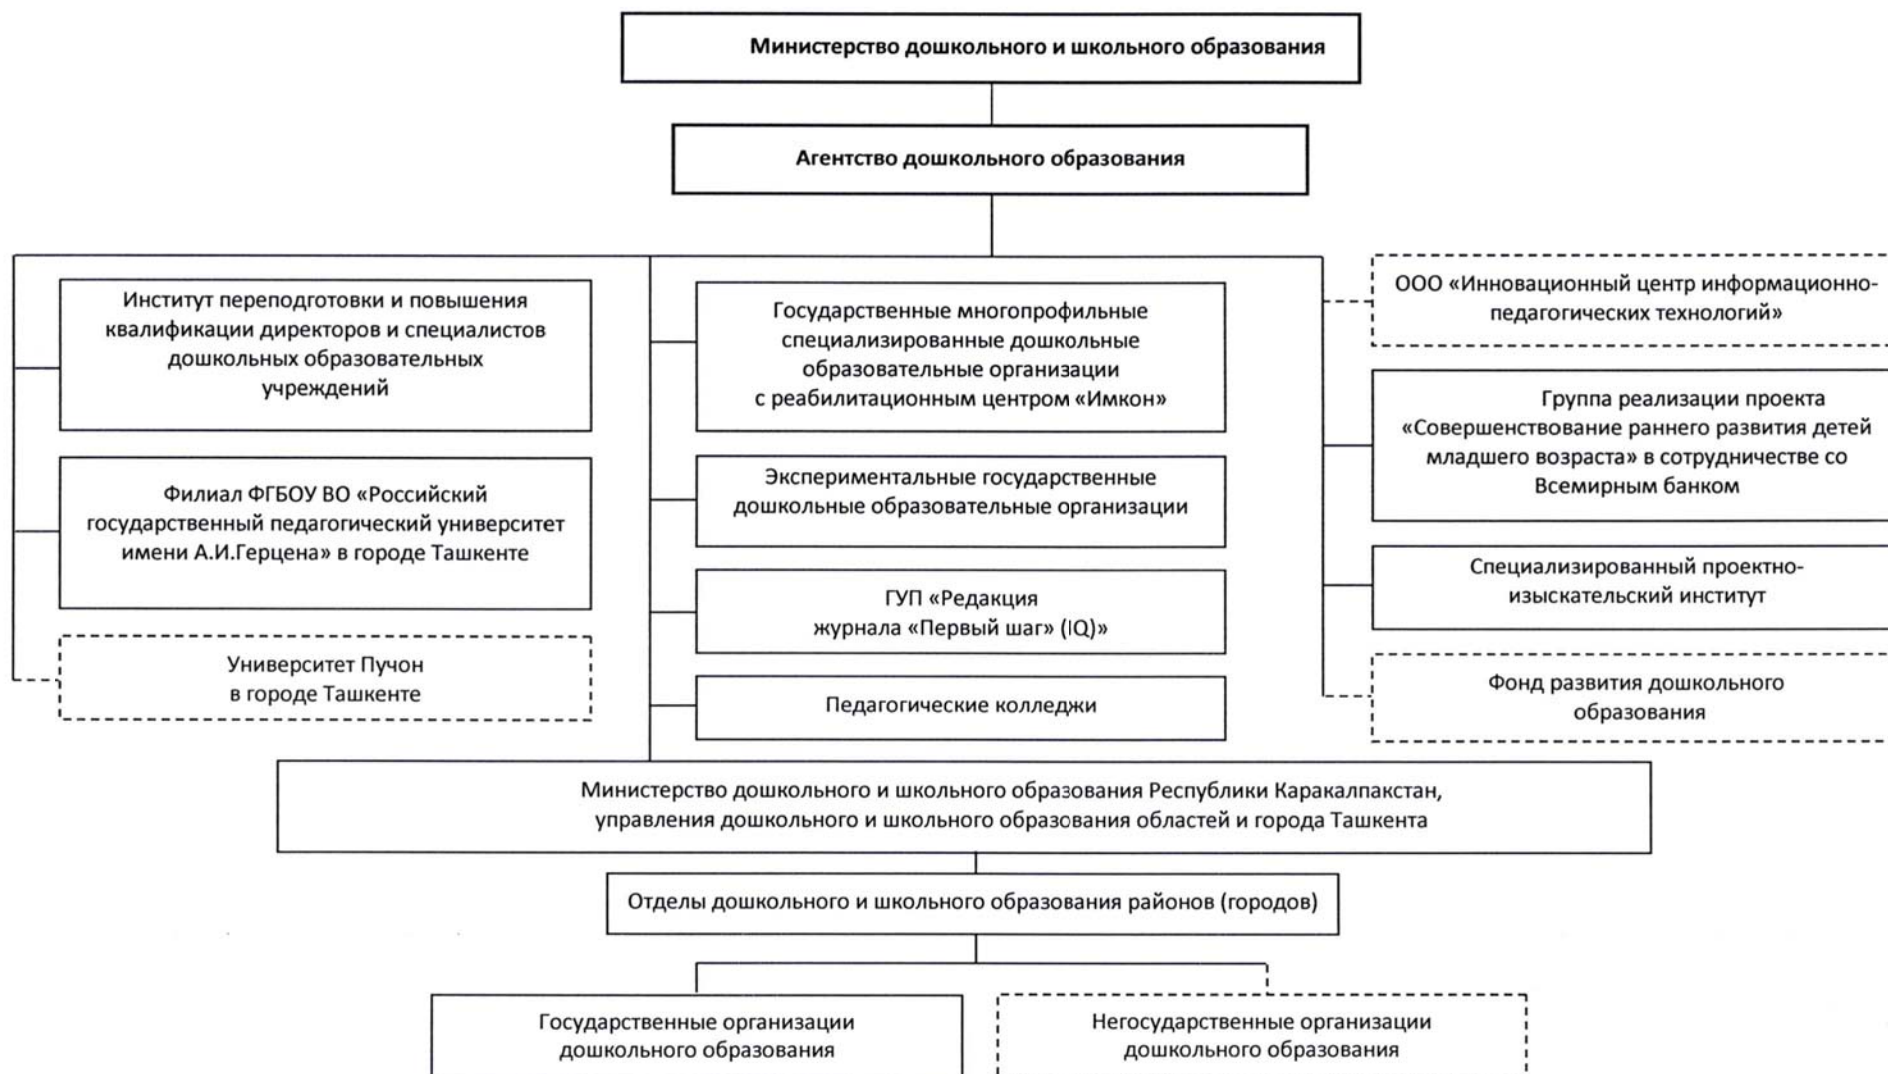 Министерство дошкольного и школьного образования
Агентство дошкольного образования
Институт переподготовки и повышения
квалификации директоров и специалистов
дошкольных образовательных
учреждений
Филиал ФГБОУ ВО «Российский
государственный педагогический университет
имени А.И.Герцена» в городе Ташкенте
Университет Пучон
в городе Ташкенте
Государственные многопрофильные
специализированные дошкольные
образовательные организации
с реабилитационным центром «Имкон»
Экспериментальные государственные
дошкольные образовательные организации
ГУП «Редакция
журнала «Первый шаг» (IQ)»
Педагогические колледжи
ООО «Инновационный центр информационно-
педагогических технологий»
Группа реализации проекта
«Совершенствование раннего развития детей
младшего возраста» в сотрудничестве со
Всемирным банком
Специализированный проектно-
изыскательский институт
Фонд развития дошкольного
образования
Министерство дошкольного и школьного образования Республики Каракалпакстан,
управления дошкольного и школьного образования областей и города Ташкента
Отделы дошкольного и школьного образования районов (городов)
Государственные организации
дошкольного образования
Негосударственные организации
дошкольного образования